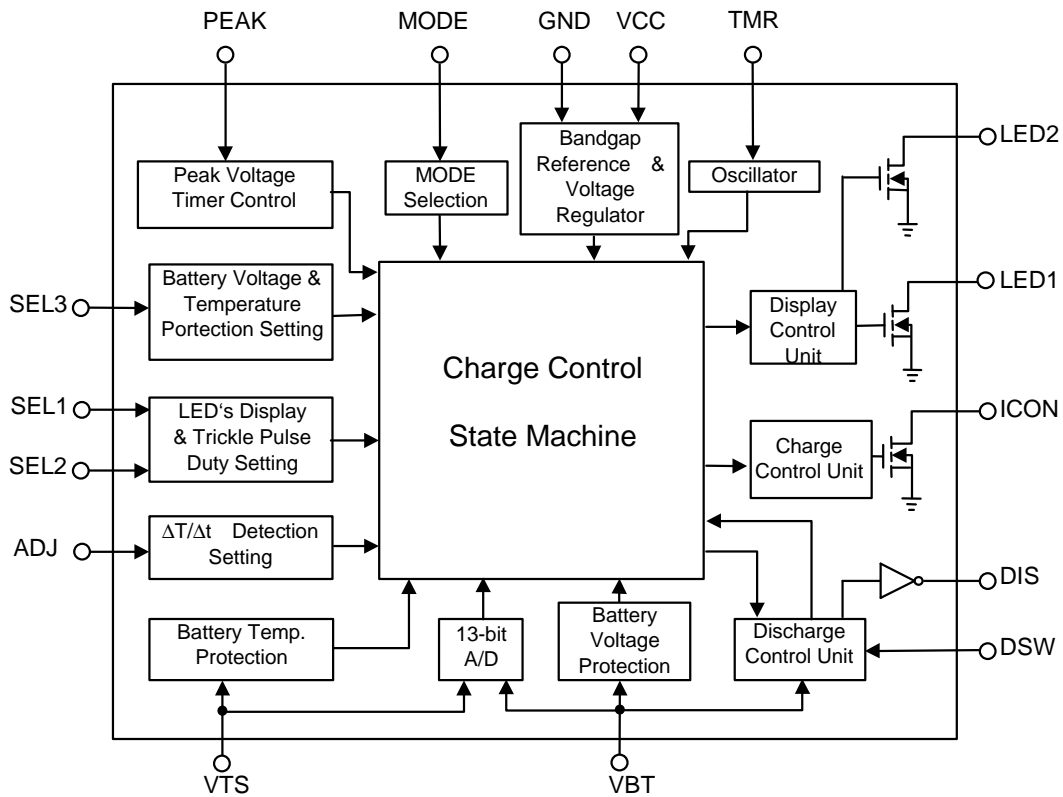 PEAK
MODE
GND
VCC
TMR
LED2
Peak Voltage
Timer Control
MODE
Selection
Bandgap
Reference &
Voltage
Regulator
Oscillator
SEL3
Battery Voltage &
Temperature
Portection Setting
LED1
Display
Control
Unit
Charge Control
State Machine
SEL1
SEL2
LED‘s Display
& Trickle Pulse
Duty Setting
ICON
Charge
Control Unit
ADJ
ΔT/Δt Detection
Setting
DIS
Battery Temp.
Protection
13-bit
A/D
Battery
Voltage
Protection
Discharge
Control Unit
DSW
VTS
VBT